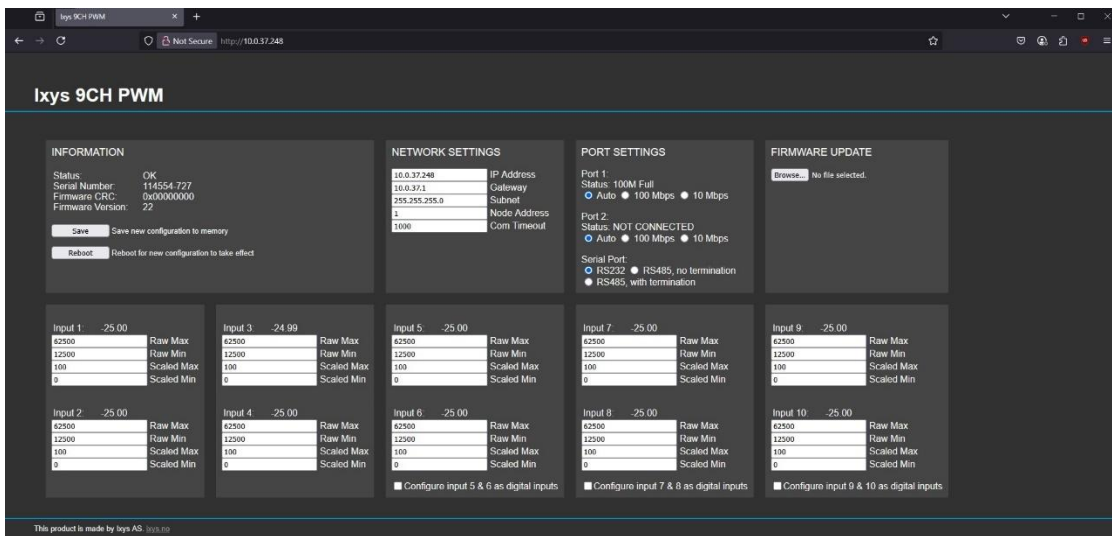 Ixys 9CH PWM
Not Secure http://10.0.37.248
Ixys 9CH PWM
INFORMATION
Status: OK
Serial Number: 114554-727
Firmware CRC: 0x00000000
Firmware Version: 22
Save Save new configuration to memory
Reboot Reboot for new configuration to take effect
NETWORK SETTINGS
10.0.37.248 IP Address
10.0.37.1 Gateway
255.255.255.0 Subnet
1 Node Address
1000 Com Timeout
PORT SETTINGS
Port 1:
Status: 100M Full
Auto 100 Mbps 10 Mbps
Port 2:
Status: NOT CONNECTED
Auto 100 Mbps 10 Mbps
Serial Port:
RS232 RS485, no termination
RS485, with termination
FIRMWARE UPDATE
Browse... No file selected.
Input 1: -25.00
62500 Raw Max
12500 Raw Min
100 Scaled Max
0 Scaled Min
Input 2: -25.00
62500 Raw Max
12500 Raw Min
100 Scaled Max
0 Scaled Min
Input 3: -24.99
62500 Raw Max
12500 Raw Min
100 Scaled Max
0 Scaled Min
Input 4: -25.00
62500 Raw Max
12500 Raw Min
100 Scaled Max
0 Scaled Min
Input 5: -25.00
62500 Raw Max
12500 Raw Min
100 Scaled Max
0 Scaled Min
Input 6: -25.00
62500 Raw Max
12500 Raw Min
100 Scaled Max
0 Scaled Min
Configure input 5 & 6 as digital inputs
Input 7: -25.00
62500 Raw Max
12500 Raw Min
100 Scaled Max
0 Scaled Min
Input 8: -25.00
62500 Raw Max
12500 Raw Min
100 Scaled Max
0 Scaled Min
Configure input 7 & 8 as digital inputs
Input 9: -25.00
62500 Raw Max
12500 Raw Min
100 Scaled Max
0 Scaled Min
Input 10: -25.00
62500 Raw Max
12500 Raw Min
100 Scaled Max
0 Scaled Min
Configure input 9 & 10 as digital inputs
This product is made by Ixys AS. ixys.no